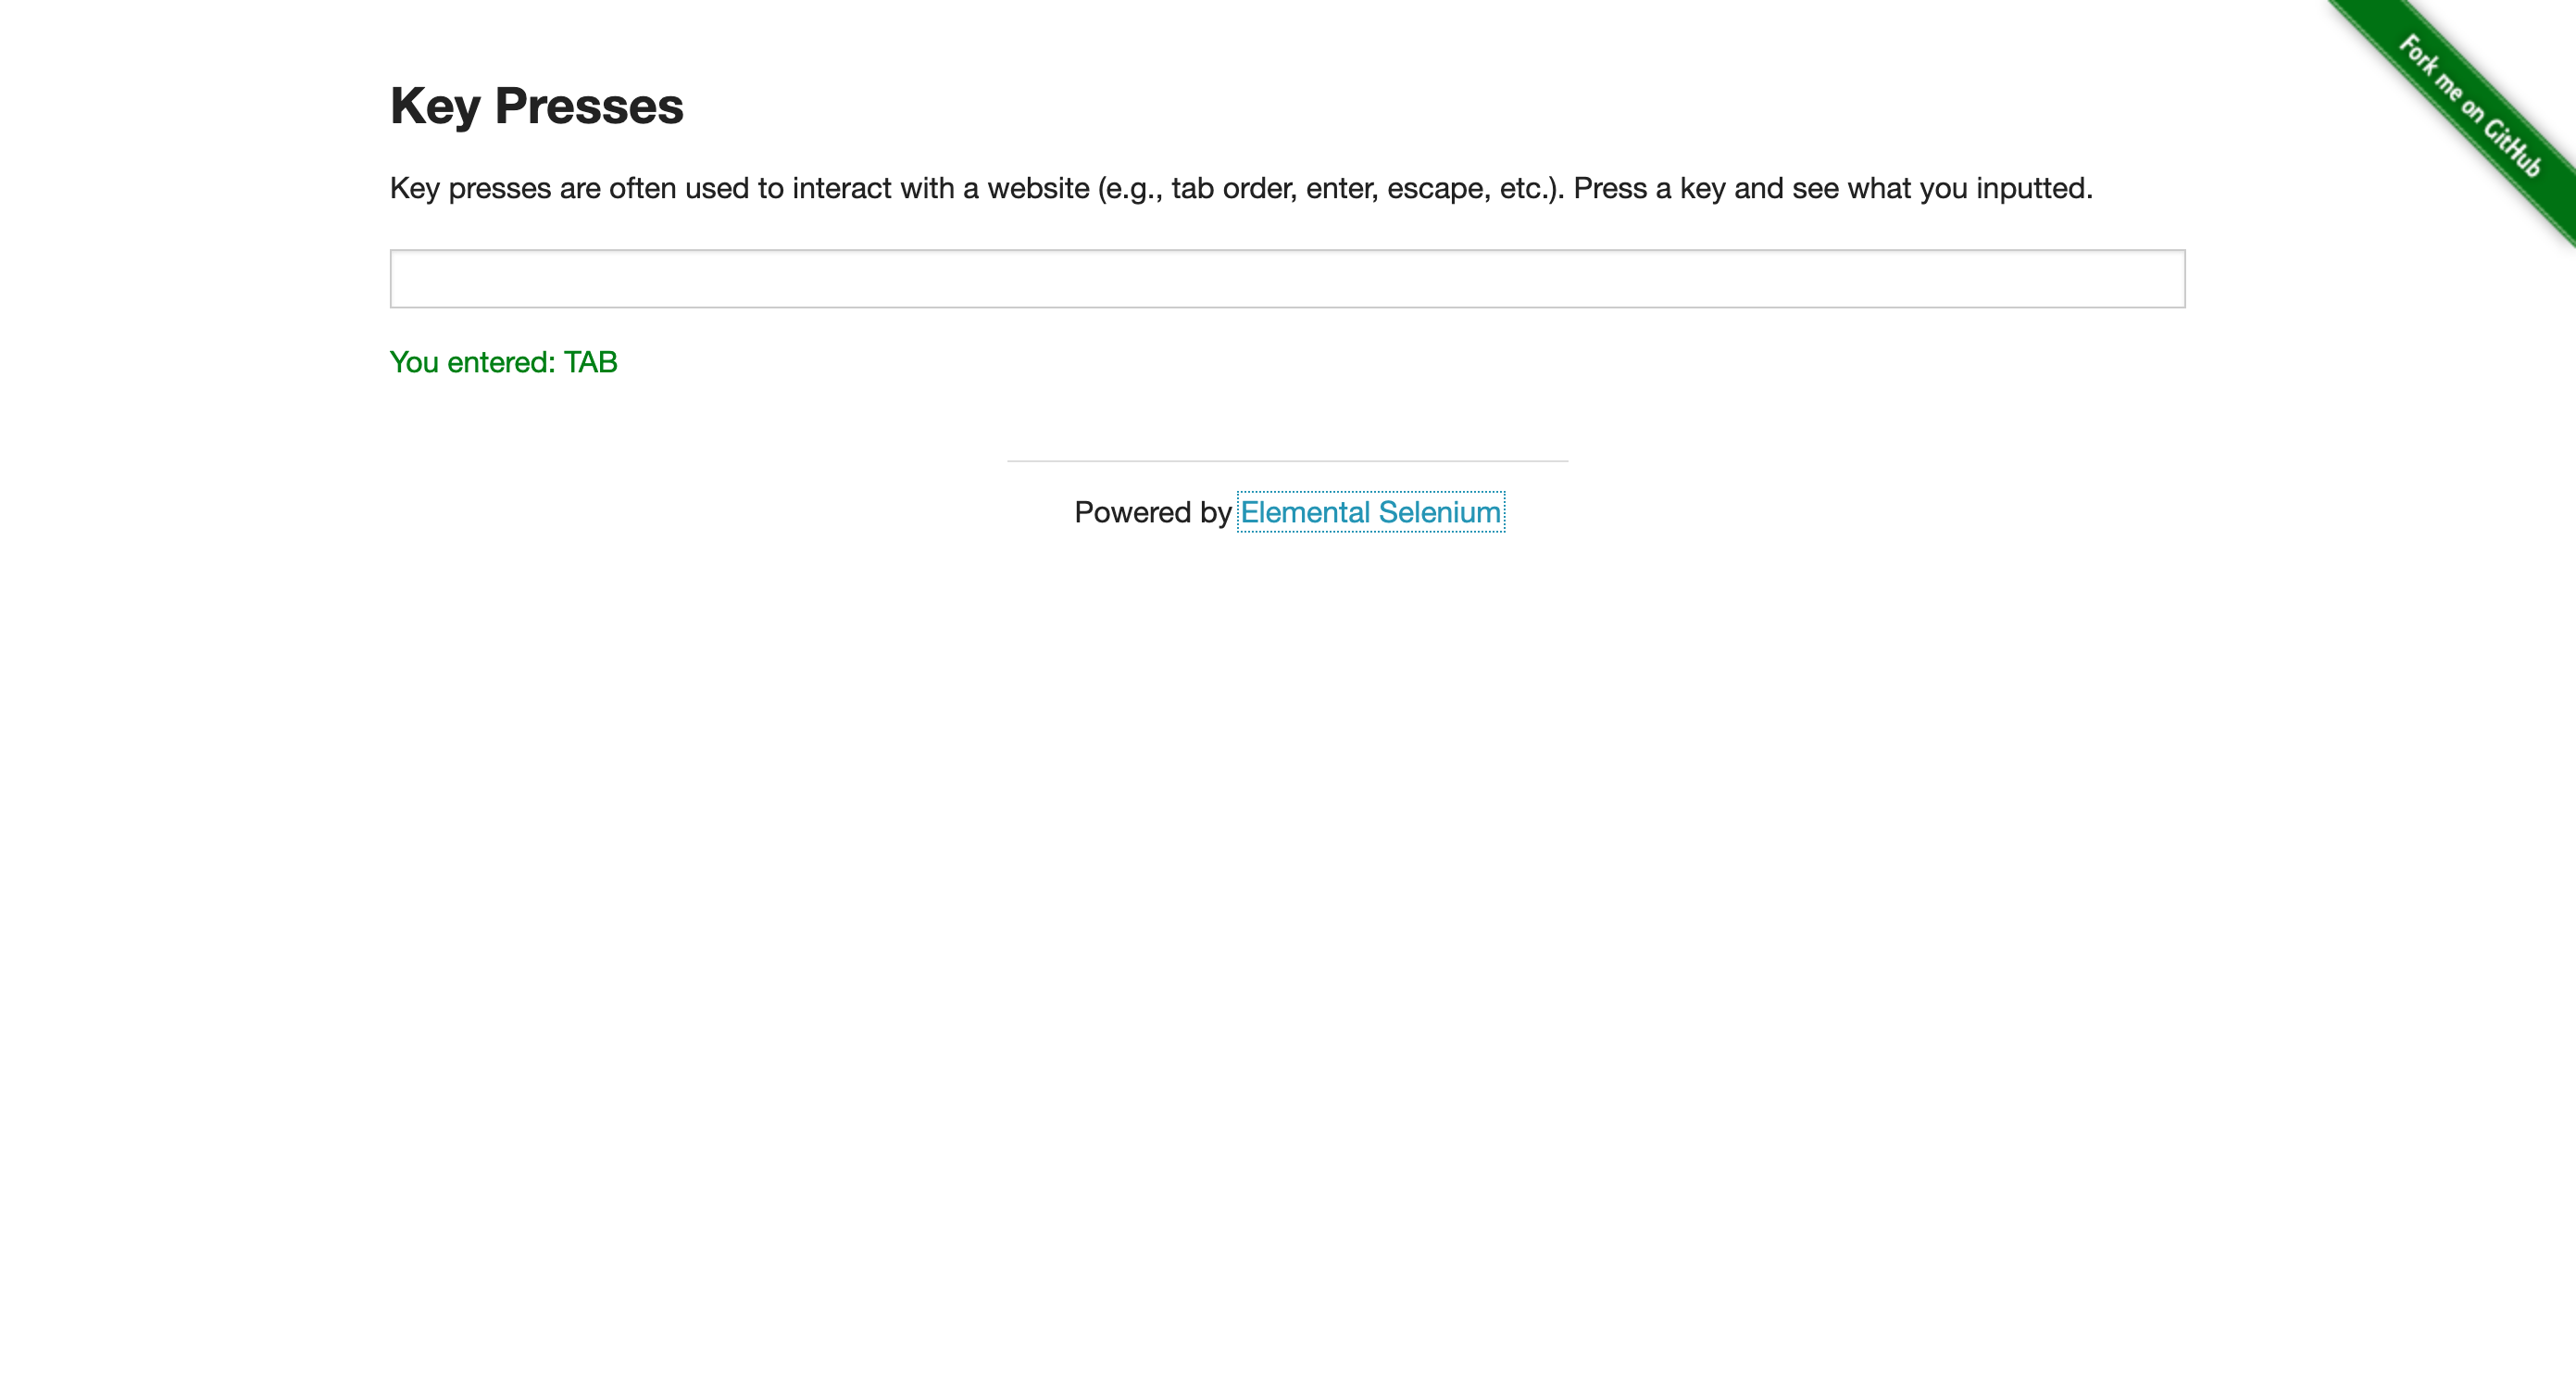 Fork me on GitHub
Key Presses
Key presses are often used to interact with a website (e.g., tab order, enter, escape, etc.). Press a key and see what you inputted.
You entered: TAB
Powered by Elemental Selenium